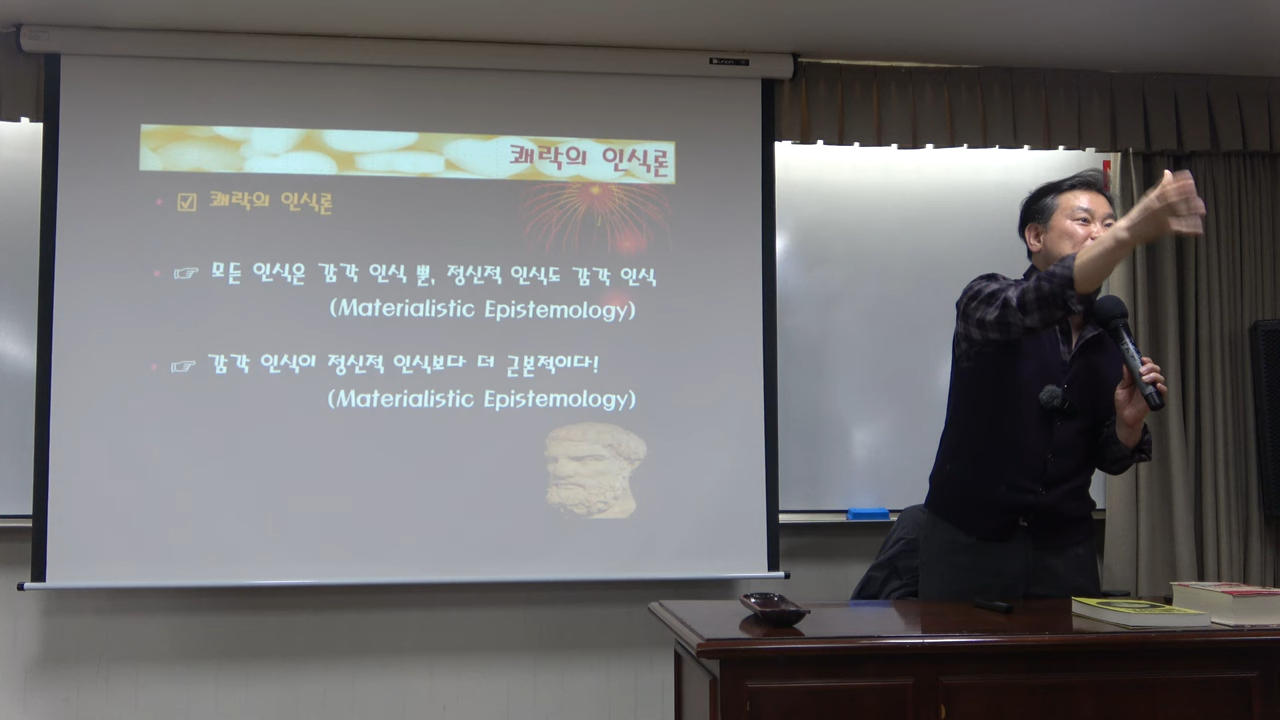 union
쾌락의 인식론
☑ 쾌락의 인식론
☞ 모든 인식은 감각 인식 뿐, 정신적 인식도 감각 인식
(Materialistic Epistemology)
☞ 감각 인식이 정신적 인식보다 더 근본적이다!
(Materialistic Epistemology)